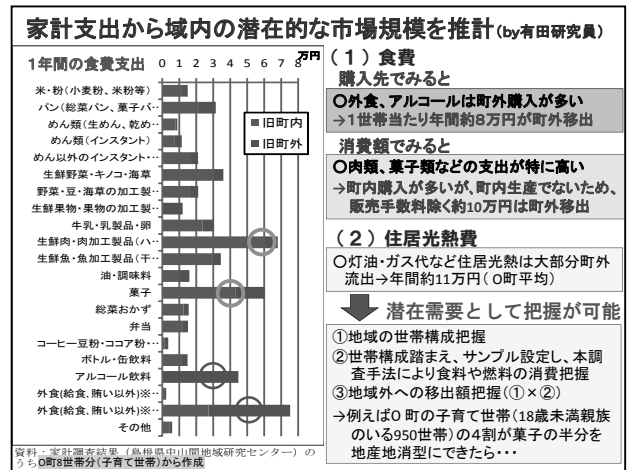 家計支出から域内の潜在的な市場規模を推計(by有田研究員)
1年間の食費支出
0 1 2 3 4 5 6 7 8
万円
米・粉(小麦粉、米粉等)
パン(総菜パン、菓子パ…
めん類(生めん、乾め…
めん類(インスタント)
めん以外のインスタント…
生鮮野菜・キノコ・海草
野菜・豆・海草の加工製…
生鮮果物・果物の加工製…
牛乳・乳製品・卵
生鮮肉・肉加工製品(ハ…
生鮮魚・魚加工製品(干…
油・調味料
菓子
総菜おかず
弁当
コーヒー豆粉・ココア粉・…
ボトル・缶飲料
アルコール飲料
外食(給食、賄い以外)※…
外食(給食、賄い以外)※…
その他
■旧町内
■旧町外
資料：家計調査結果（島根県中山間地域研究センター）の
うちO町8世帯分(子育て世帯)から作成
(1)食費
購入先でみると
○外食、アルコールは町外購入が多い
→1世帯当たり年間約8万円が町外移出
消費額でみると
○肉類、菓子類などの支出が特に高い
→町内購入が多いが、町内生産でないため、
販売手数料除く約10万円は町外移出
(2)住居光熱費
○灯油・ガス代など住居光熱は大部分町外
流出→年間約11万円(O町平均)
潜在需要として把握が可能
①地域の世帯構成把握
②世帯構成踏まえ、サンプル設定し、本調
査手法により食料や燃料の消費把握
③地域外への移出額把握(①×②)
→例えばO町の子育て世帯(18歳未満親族
のいる950世帯)の4割が菓子の半分を
地産地消型にできたら・・・